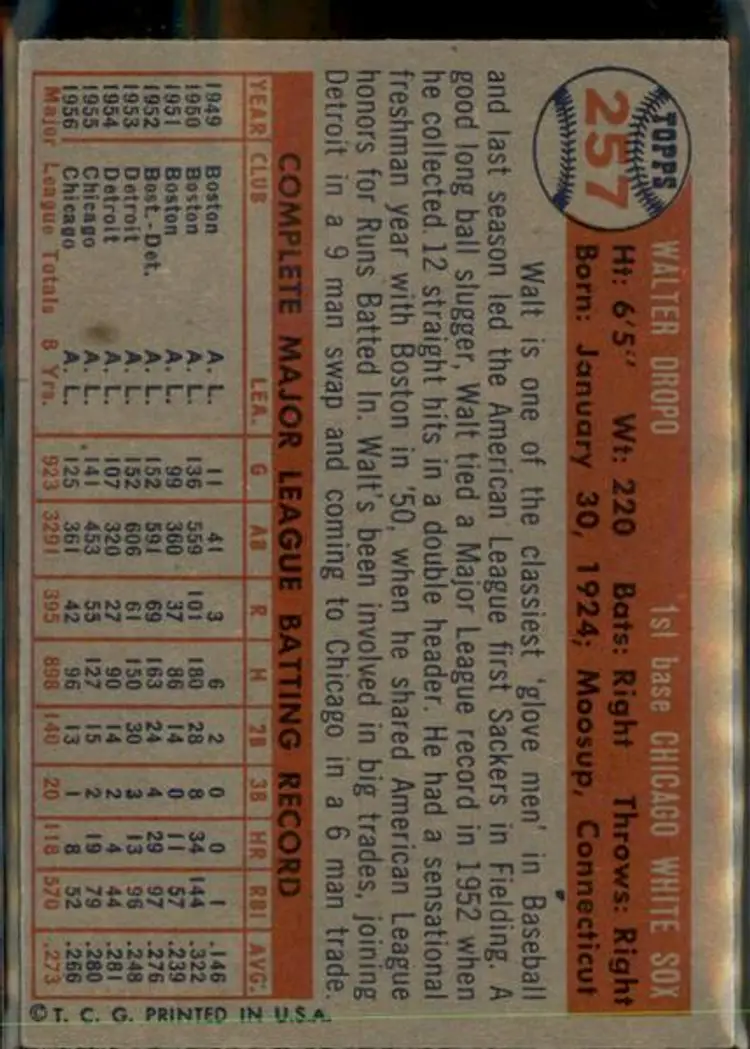 TOPPS
257
WALTER DROPO 1st base CHICAGO WHITE SOX
Ht: 6'5" Wt: 220 Bats: Right Throws: Right
Born: January 30, 1924; Moosup, Connecticut
Walt is one of the classiest 'glove men' in Baseball
and last season led the American League first Sackers in Fielding. A
good long ball slugger, Walt tied a Major League record in 1952 when
he collected 12 straight hits in a double header. He had a sensational
freshman year with Boston in '50, when he shared American League
honors for Runs Batted In. Walt's been involved in big trades, joining
Detroit in a 9 man swap and coming to Chicago in a 6 man trade.
COMPLETE MAJOR LEAGUE BATTING RECORD
YEAR CLUB LEA. G AB R H 2B 3B HR RBI AVG.
1949 Boston A. L. 11 41 3 6 2 0 0 1 .146
1950 Boston A. L. 136 559 101 180 28 8 34 144 .322
1951 Boston A. L. 99 360 37 86 14 0 11 57 .239
1952 Bost.-Det. A. L. 152 591 69 163 24 4 29 97 .276
1953 Detroit A. L. 152 606 61 150 30 3 13 96 .248
1954 Detroit A. L. 107 320 27 90 14 2 4 44 .281
1955 Chicago A. L. 141 453 55 127 15 2 19 79 .280
1956 Chicago A. L. 125 361 42 96 13 1 8 52 .266
Major League Totals 8 Yrs. 923 3291 395 898 140 20 118 570 .273
© T. C. G. PRINTED IN U.S.A.